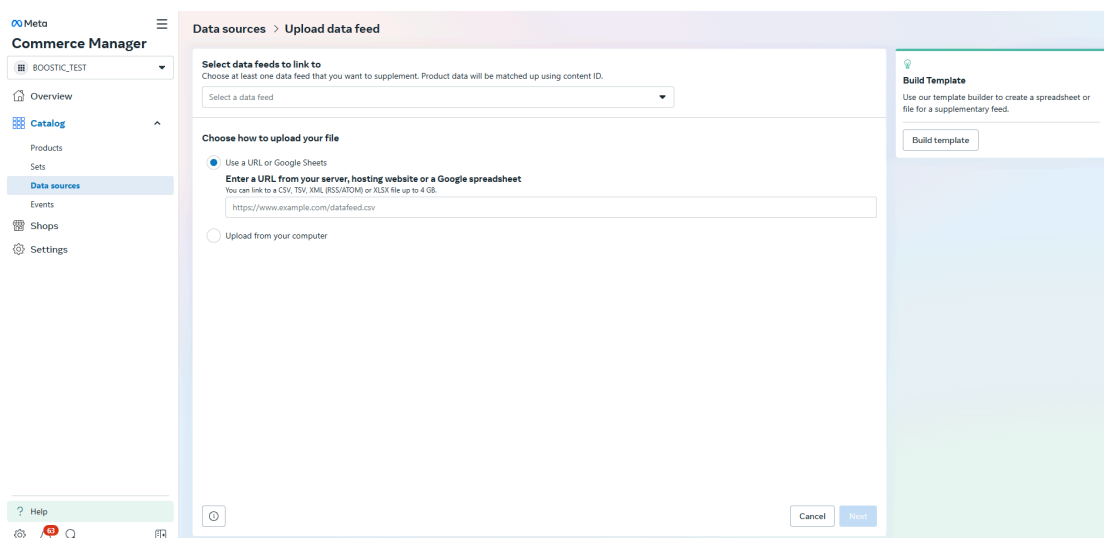 Meta
Commerce Manager
BOOSTIC_TEST
Overview
Catalog
Products
Sets
Data sources
Events
Shops
Settings
? Help
63
Data sources > Upload data feed
Select data feeds to link to
Choose at least one data feed that you want to supplement. Product data will be matched up using content ID.
Select a data feed
Choose how to upload your file
Use a URL or Google Sheets
Enter a URL from your server, hosting website or a Google spreadsheet
You can link to a CSV, TSV, XML (RSS/ATOM) or XLSX file up to 4 GB.
https://www.example.com/datafeed.csv
Upload from your computer
Cancel
Next
Build Template
Use our template builder to create a spreadsheet or
file for a supplementary feed.
Build template